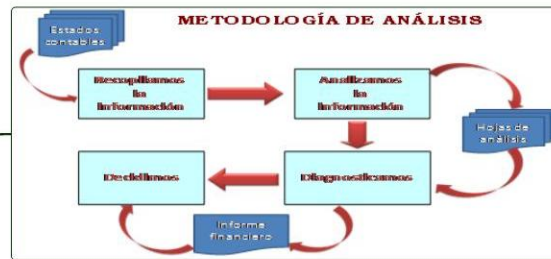 METODOLOGÍA DE ANÁLISIS
Estados
contables
Recopilamos
la
información
Analizamos
la
información
Hojas de
análisis
Decidimos
Diagnosticamos
Informe
financiero